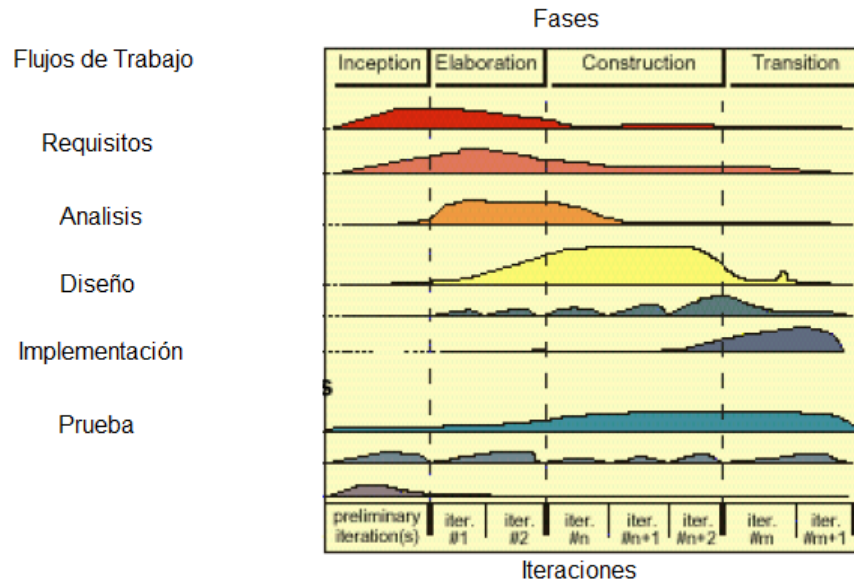 Fases
Flujos de Trabajo
Inception Elaboration Construction Transition
Requisitos
Analisis
Diseño
Implementación
s
Prueba
preliminary iter. iter. iter. iter. iter. iter. iter.
iteration(s) #1 #2 #n #n+1 #n+2 #m #m+1
Iteraciones